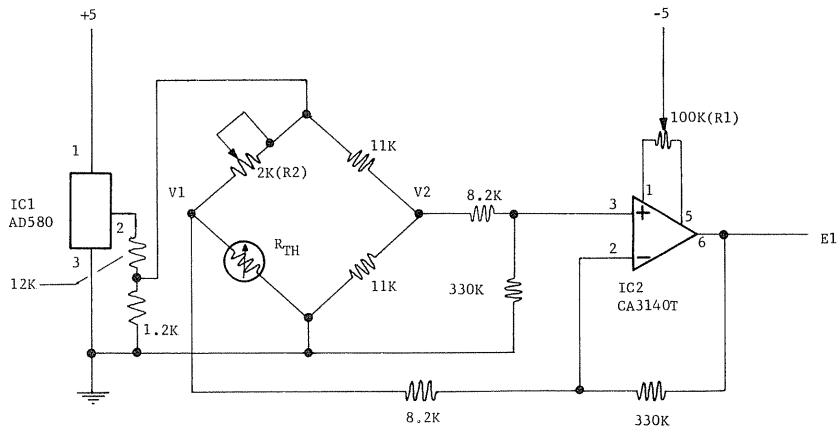 +5
-5
100K(R1)
11K
2K(R2)
1
V1
V2
8.2K
IC1
AD580
2
3
1
5
6
E1
R_TH
2
3
11K
330K
IC2
CA3140T
12K
1.2K
8.2K
330K